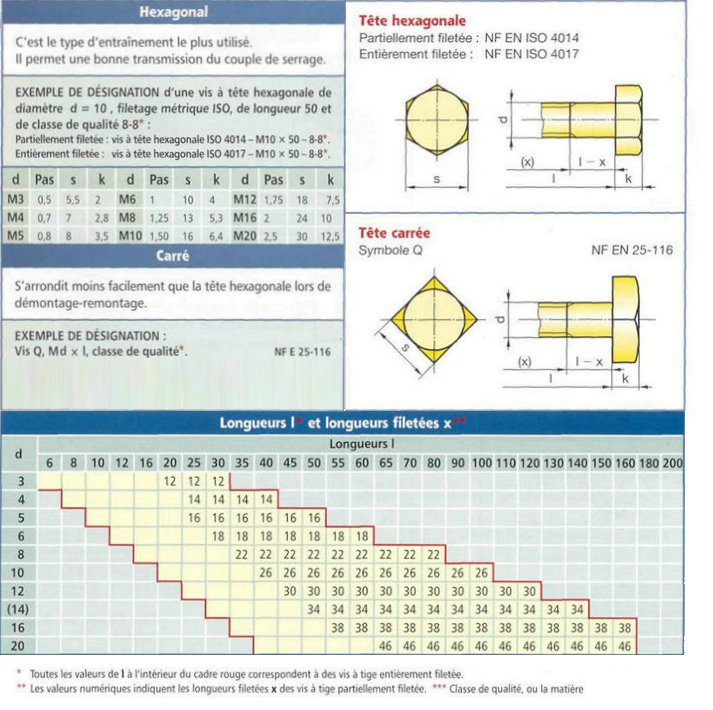 Hexagonal
C'est le type d'entraînement le plus utilisé.
Il permet une bonne transmission du couple de serrage.
EXEMPLE DE DÉSIGNATION d'une vis à tête hexagonale de
diamètre d = 10 , filetage métrique ISO, de longueur 50 et
de classe de qualité 8-8* :
Partiellement filetée : vis à tête hexagonale ISO 4014 – M10 × 50 – 8-8*.
Entièrement filetée : vis à tête hexagonale ISO 4017 – M10 × 50 – 8-8*.
d Pas s k d Pas s k d Pas s k
M3 0,5 5,5 2 M6 1 10 4 M12 1,75 18 7,5
M4 0,7 7 2,8 M8 1,25 13 5,3 M16 2 24 10
M5 0,8 8 3,5 M10 1,50 16 6,4 M20 2,5 30 12,5
Carré
S'arrondit moins facilement que la tête hexagonale lors de
démontage-remontage.
EXEMPLE DE DÉSIGNATION :
Vis Q, Md × l, classe de qualité*. NF E 25-116
Tête hexagonale
Partiellement filetée : NF EN ISO 4014
Entièrement filetée : NF EN ISO 4017
d
(x) l – x
s l k
Tête carrée
Symbole Q NF EN 25-116
d
s
(x) l – x
l k
Longueurs l* et longueurs filetées x**
d
Longueurs l
6 8 10 12 16 20 25 30 35 40 45 50 55 60 65 70 80 90 100 110 120 130 140 150 160 180 200
3 12 12 12
4 14 14 14 14
5 16 16 16 16 16 16
6 18 18 18 18 18 18 18
8 22 22 22 22 22 22 22 22 22
10 26 26 26 26 26 26 26 26 26 26
12 30 30 30 30 30 30 30 30 30 30 30
(14) 34 34 34 34 34 34 34 34 34 34 34 34
16 38 38 38 38 38 38 38 38 38 38 38 38 38
20 46 46 46 46 46 46 46 46 46 46 46
* Toutes les valeurs de l à l'intérieur du cadre rouge correspondent à des vis à tige entièrement filetée.
** Les valeurs numériques indiquent les longueurs filetées x des vis à tige partiellement filetée. *** Classe de qualité, ou la matière